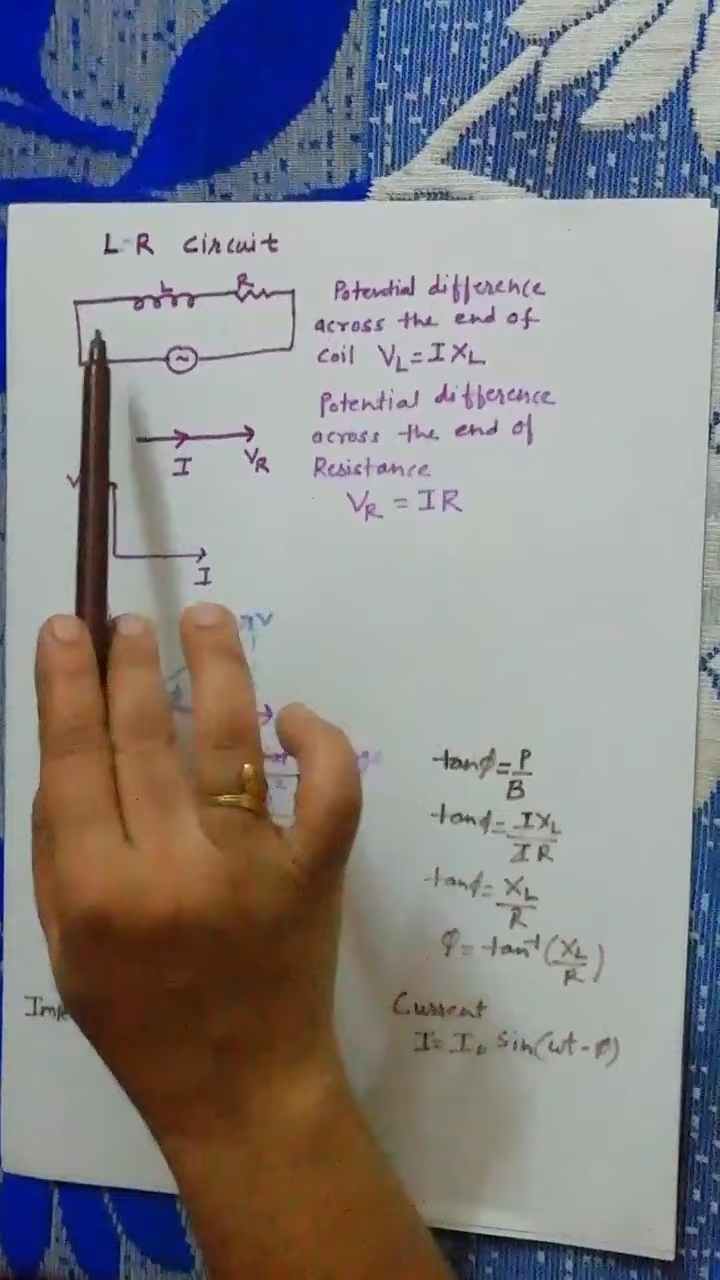 L-R Circuit
L R
Potential difference
across the end of
coil V_L = I X_L
Potential difference
across the end of
Resistance
V_R = I R
I V_R
V
I
V
tanϕ = P/B
tanϕ = IX_L/IR
tanϕ = X_L/R
ϕ = tan⁻¹(X_L/R)
Current
I = I₀ sin(ωt - ϕ)